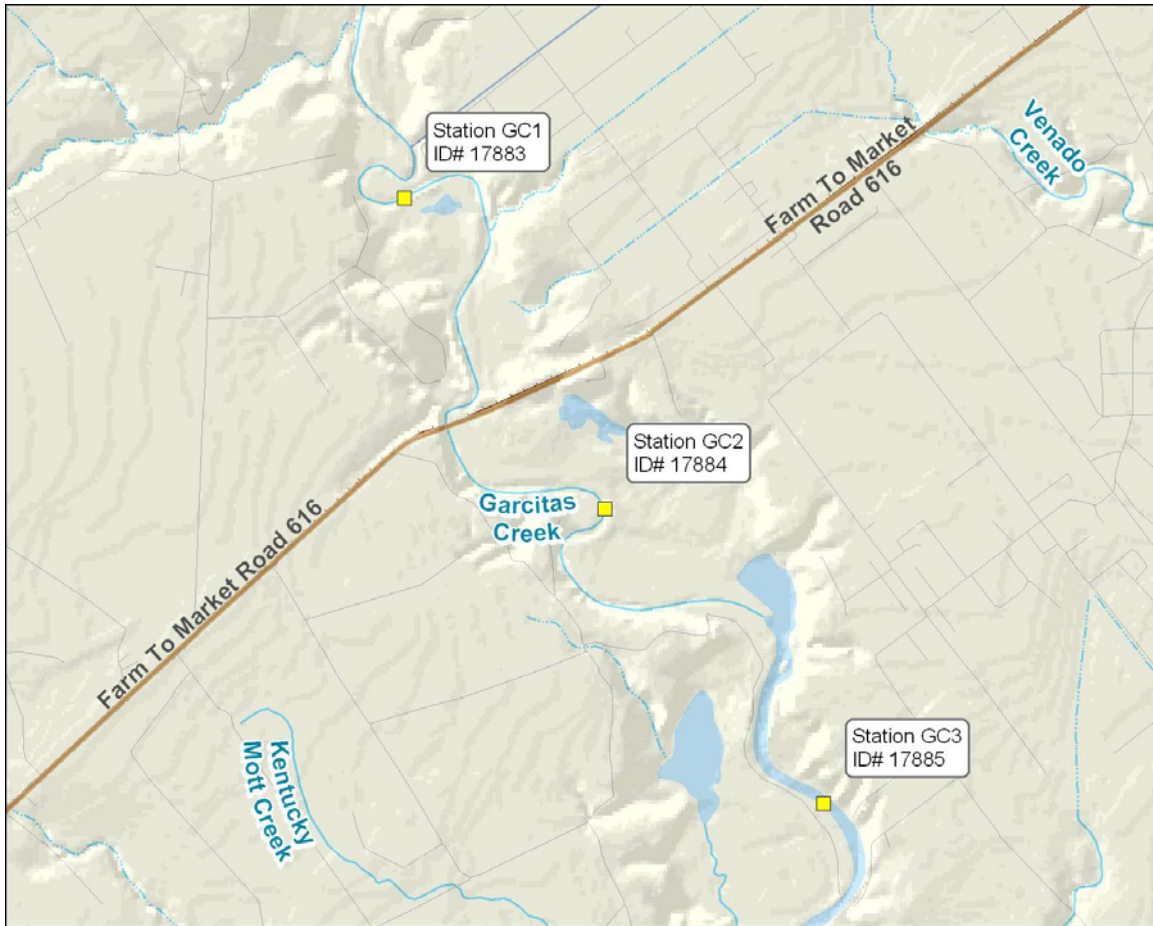 Station GC1
ID# 17883
Venado
Creek
Farm To Market
Road 616
Station GC2
ID# 17884
Garcitas
Creek
Farm To Market Road 616
Station GC3
ID# 17885
Kentucky
Mott Creek